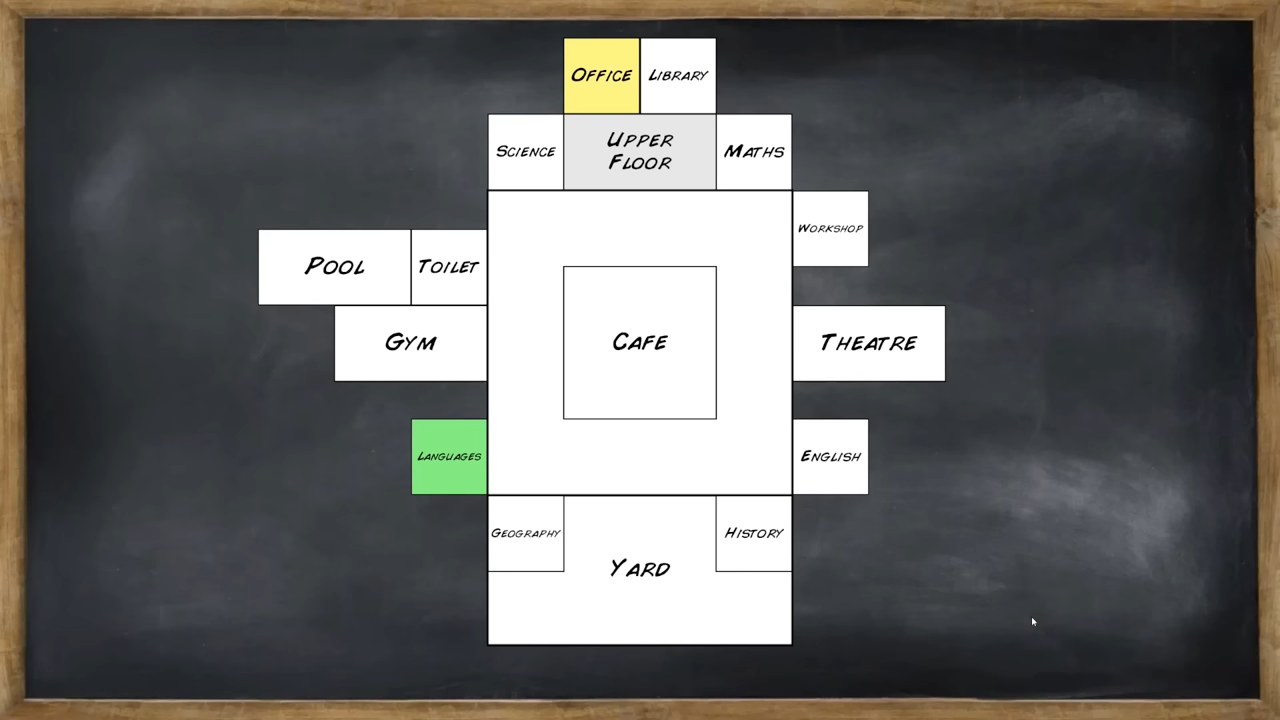 Office
Library
Science
Upper
Floor
Maths
Workshop
Pool
Toilet
Gym
Cafe
Theatre
Languages
English
Geography
History
Yard